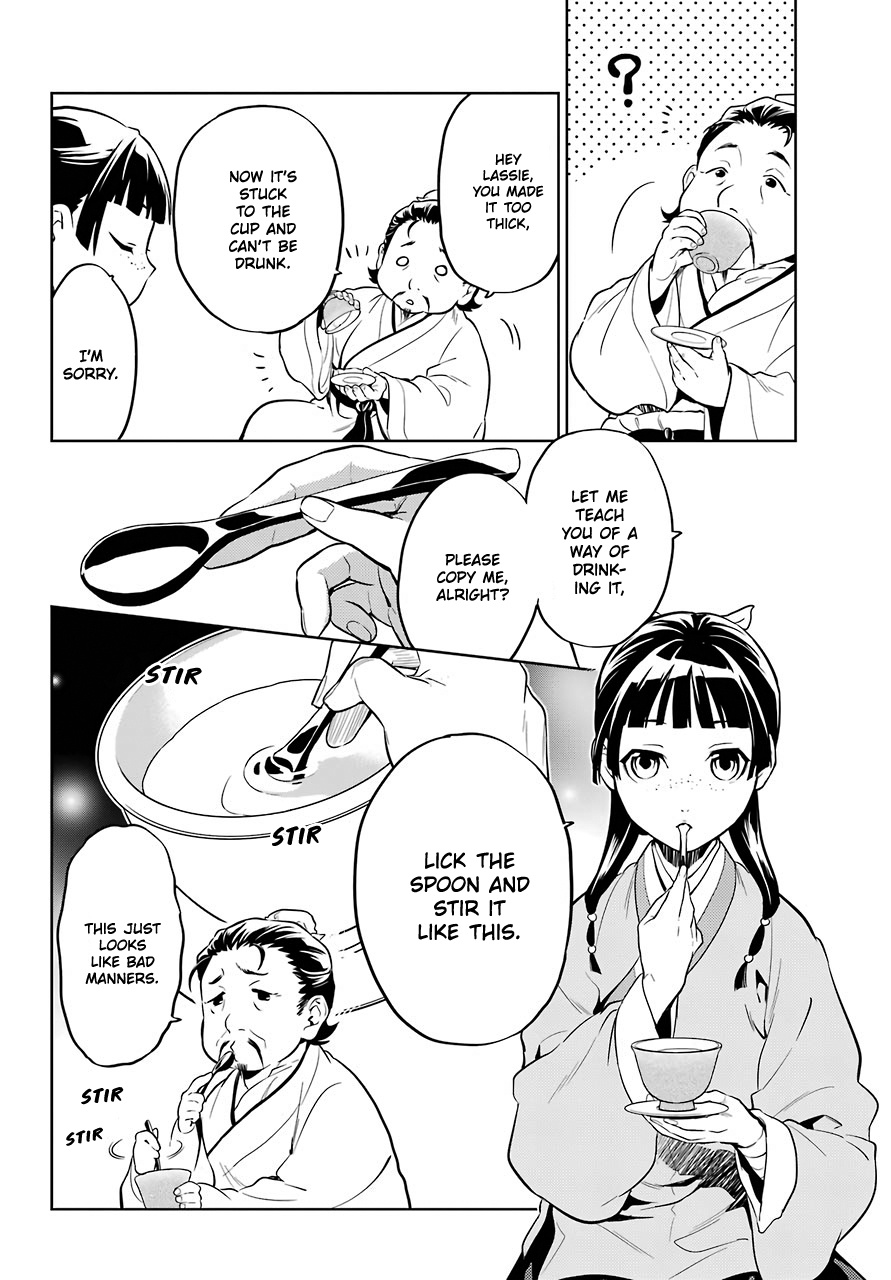 ?
HEY
LASSIE,
YOU MADE
IT TOO
THICK,
NOW IT'S
STUCK
TO THE
CUP AND
CAN'T BE
DRUNK.
I'M
SORRY.
LET ME
TEACH
YOU OF A
WAY OF
DRINK-
ING IT,
PLEASE
COPY ME,
ALRIGHT?
STIR
STIR
LICK THE
SPOON AND
STIR IT
LIKE THIS.
THIS JUST
LOOKS
LIKE BAD
MANNERS.
STIR
STIR